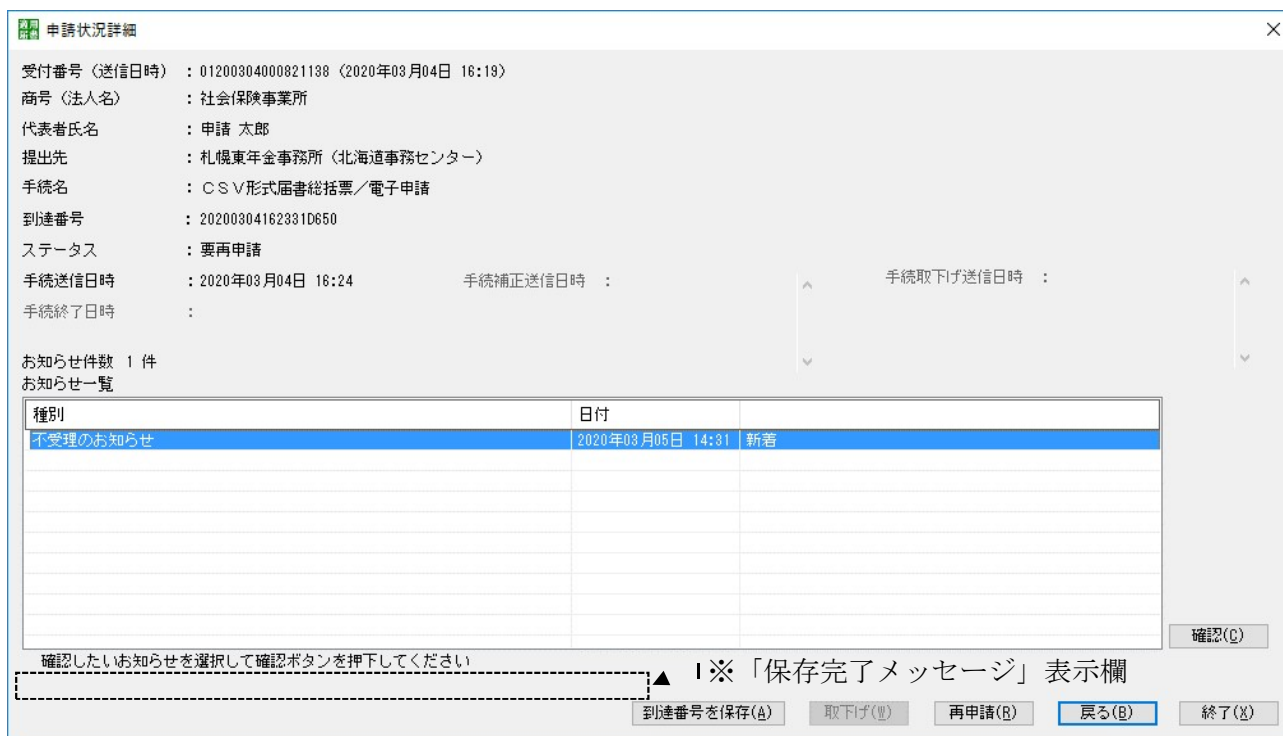 申請状況詳細
受付番号（送信日時） ：01200304000821138（2020年03月04日 16:19）
商号（法人名） ：社会保険事業所
代表者氏名 ：申請 太郎
提出先 ：札幌東年金事務所（北海道事務センター）
手続名 ：ＣＳＶ形式届書総括票／電子申請
到達番号 ：20200304162331D650
ステータス ：要再申請
手続送信日時 ：2020年03月04日 16:24 手続補正送信日時 ： 手続取下げ送信日時 ：
手続終了日時 ：
お知らせ件数 1 件
お知らせ一覧
種別 日付
不受理のお知らせ 2020年03月05日 14:31 新着
確認(C)
確認したいお知らせを選択して確認ボタンを押下してください
※「保存完了メッセージ」表示欄
到達番号を保存(A) 取下げ(W) 再申請(R) 戻る(B) 終了(X)